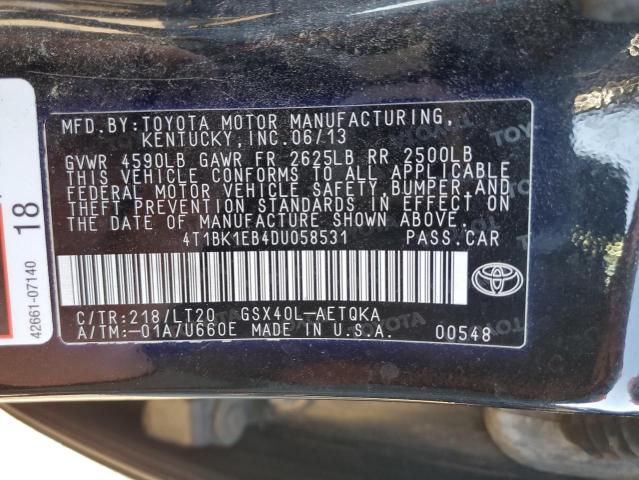 MFD.BY:TOYOTA MOTOR MANUFACTURING,
KENTUCKY, INC.06/13
GVWR 4590LB GAWR FR 2625LB RR 2500LB
THIS VEHICLE CONFORMS TO ALL APPLICABLE
FEDERAL MOTOR VEHICLE SAFETY,BUMPER,AND
THEFT PREVENTION STANDARDS IN EFFECT ON
THE DATE OF MANUFACTURE SHOWN ABOVE.
4T1BK1EB4DU058531 PASS.CAR
C/TR:218/LT20 GSX40L-AETQKA
A/TM:-01A/U660E MADE IN U.S.A. 00548
TOYOTA
18
42661-07140